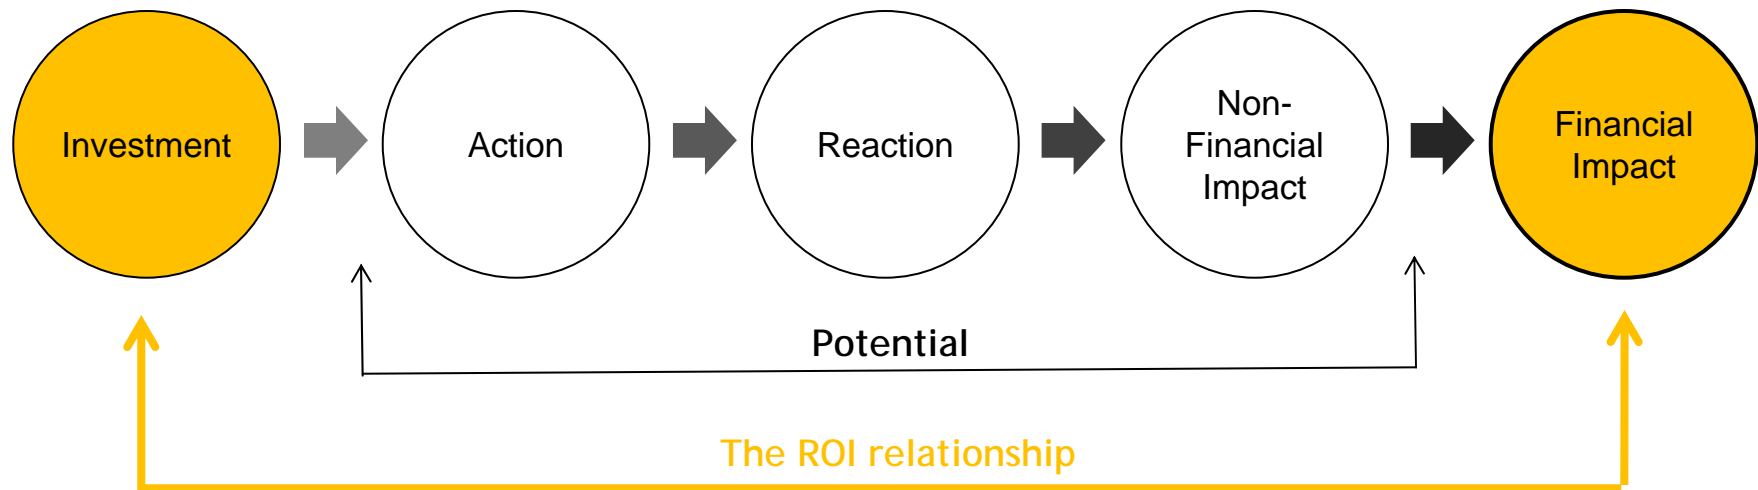 Investment
Action
Reaction
Non-
Financial
Impact
Financial
Impact
Potential
The ROI relationship